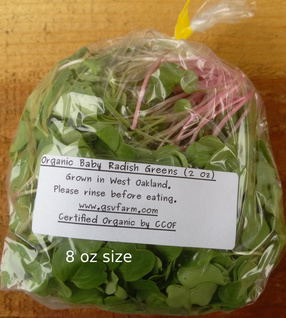 Organic Baby Radish Greens (2 oz)
Grown in West Oakland.
Please rinse before eating.
www.gsvfarm.com
Certified Organic by CCOF
8 oz size